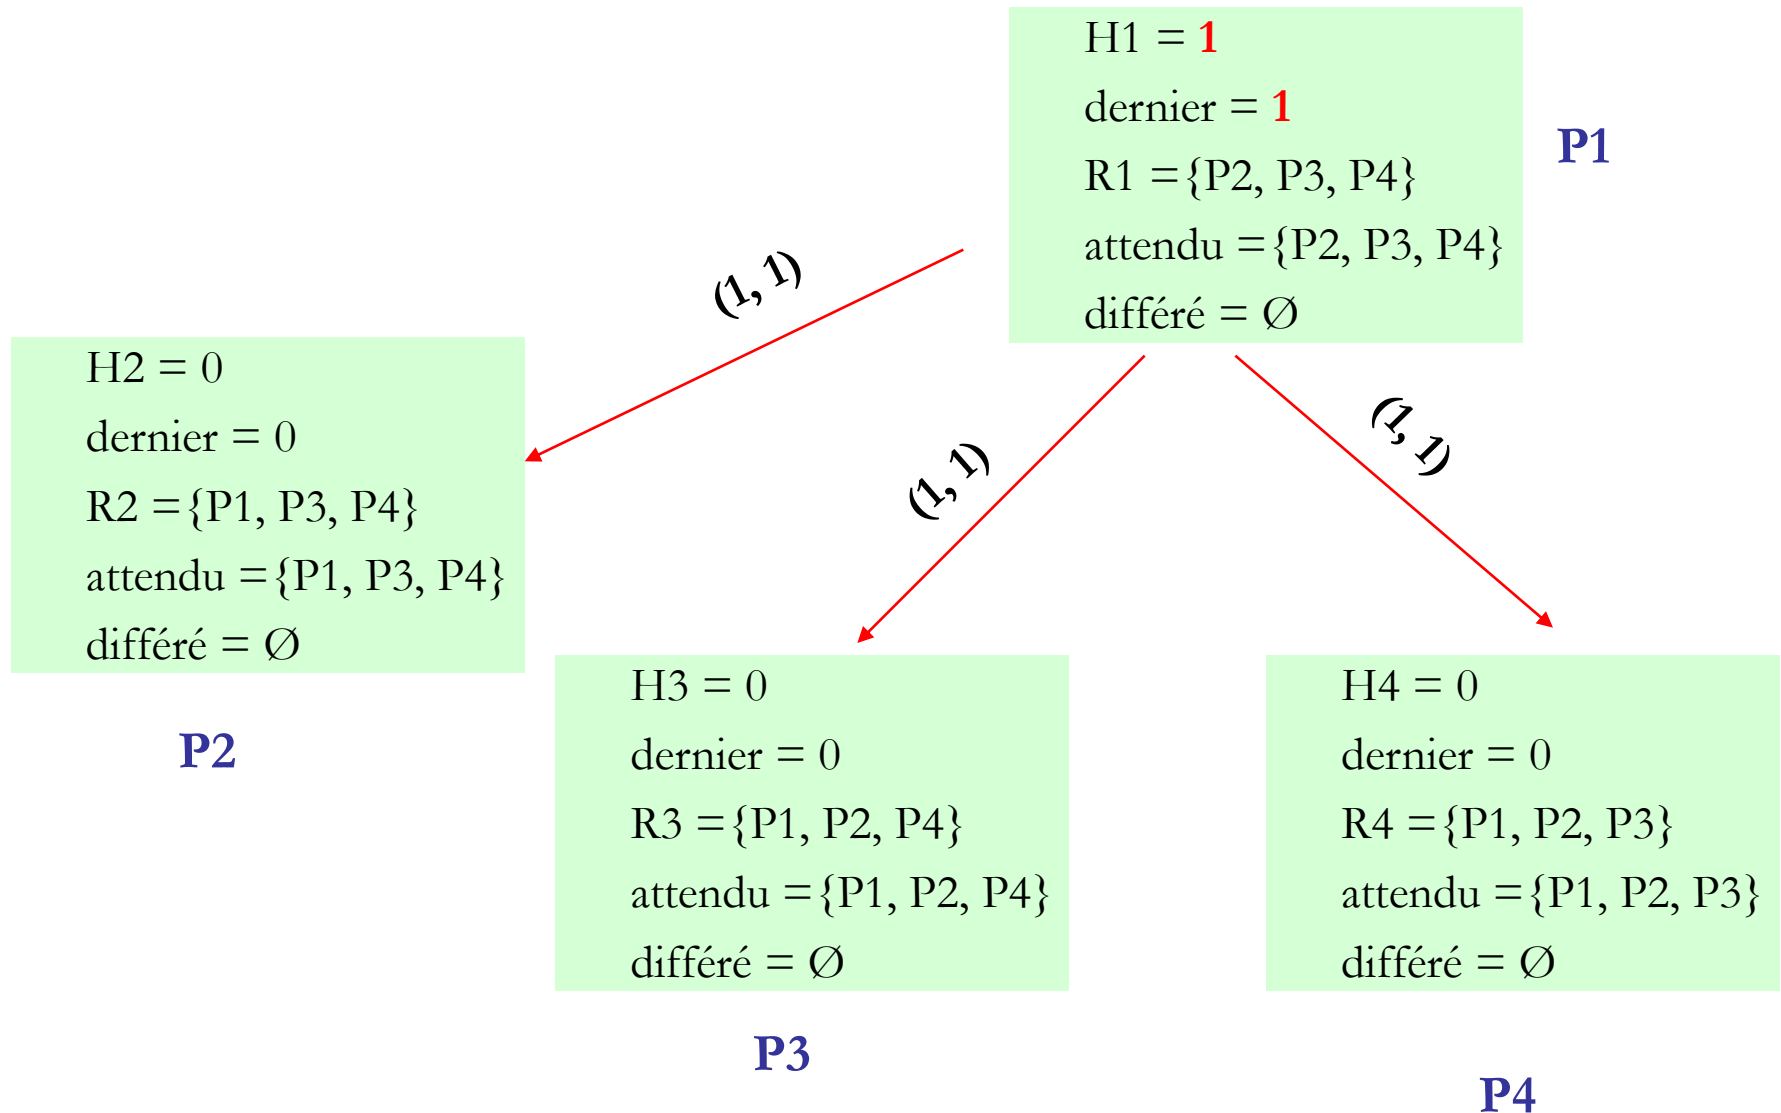 H1 = 1
dernier = 1
R1 ={P2, P3, P4}
attendu ={P2, P3, P4}
différé = Ø
P1
(1, 1)
(1, 1)
(1, 1)
H2 = 0
dernier = 0
R2 ={P1, P3, P4}
attendu ={P1, P3, P4}
différé = Ø
P2
H3 = 0
dernier = 0
R3 ={P1, P2, P4}
attendu ={P1, P2, P4}
différé = Ø
P3
H4 = 0
dernier = 0
R4 ={P1, P2, P3}
attendu ={P1, P2, P3}
différé = Ø
P4